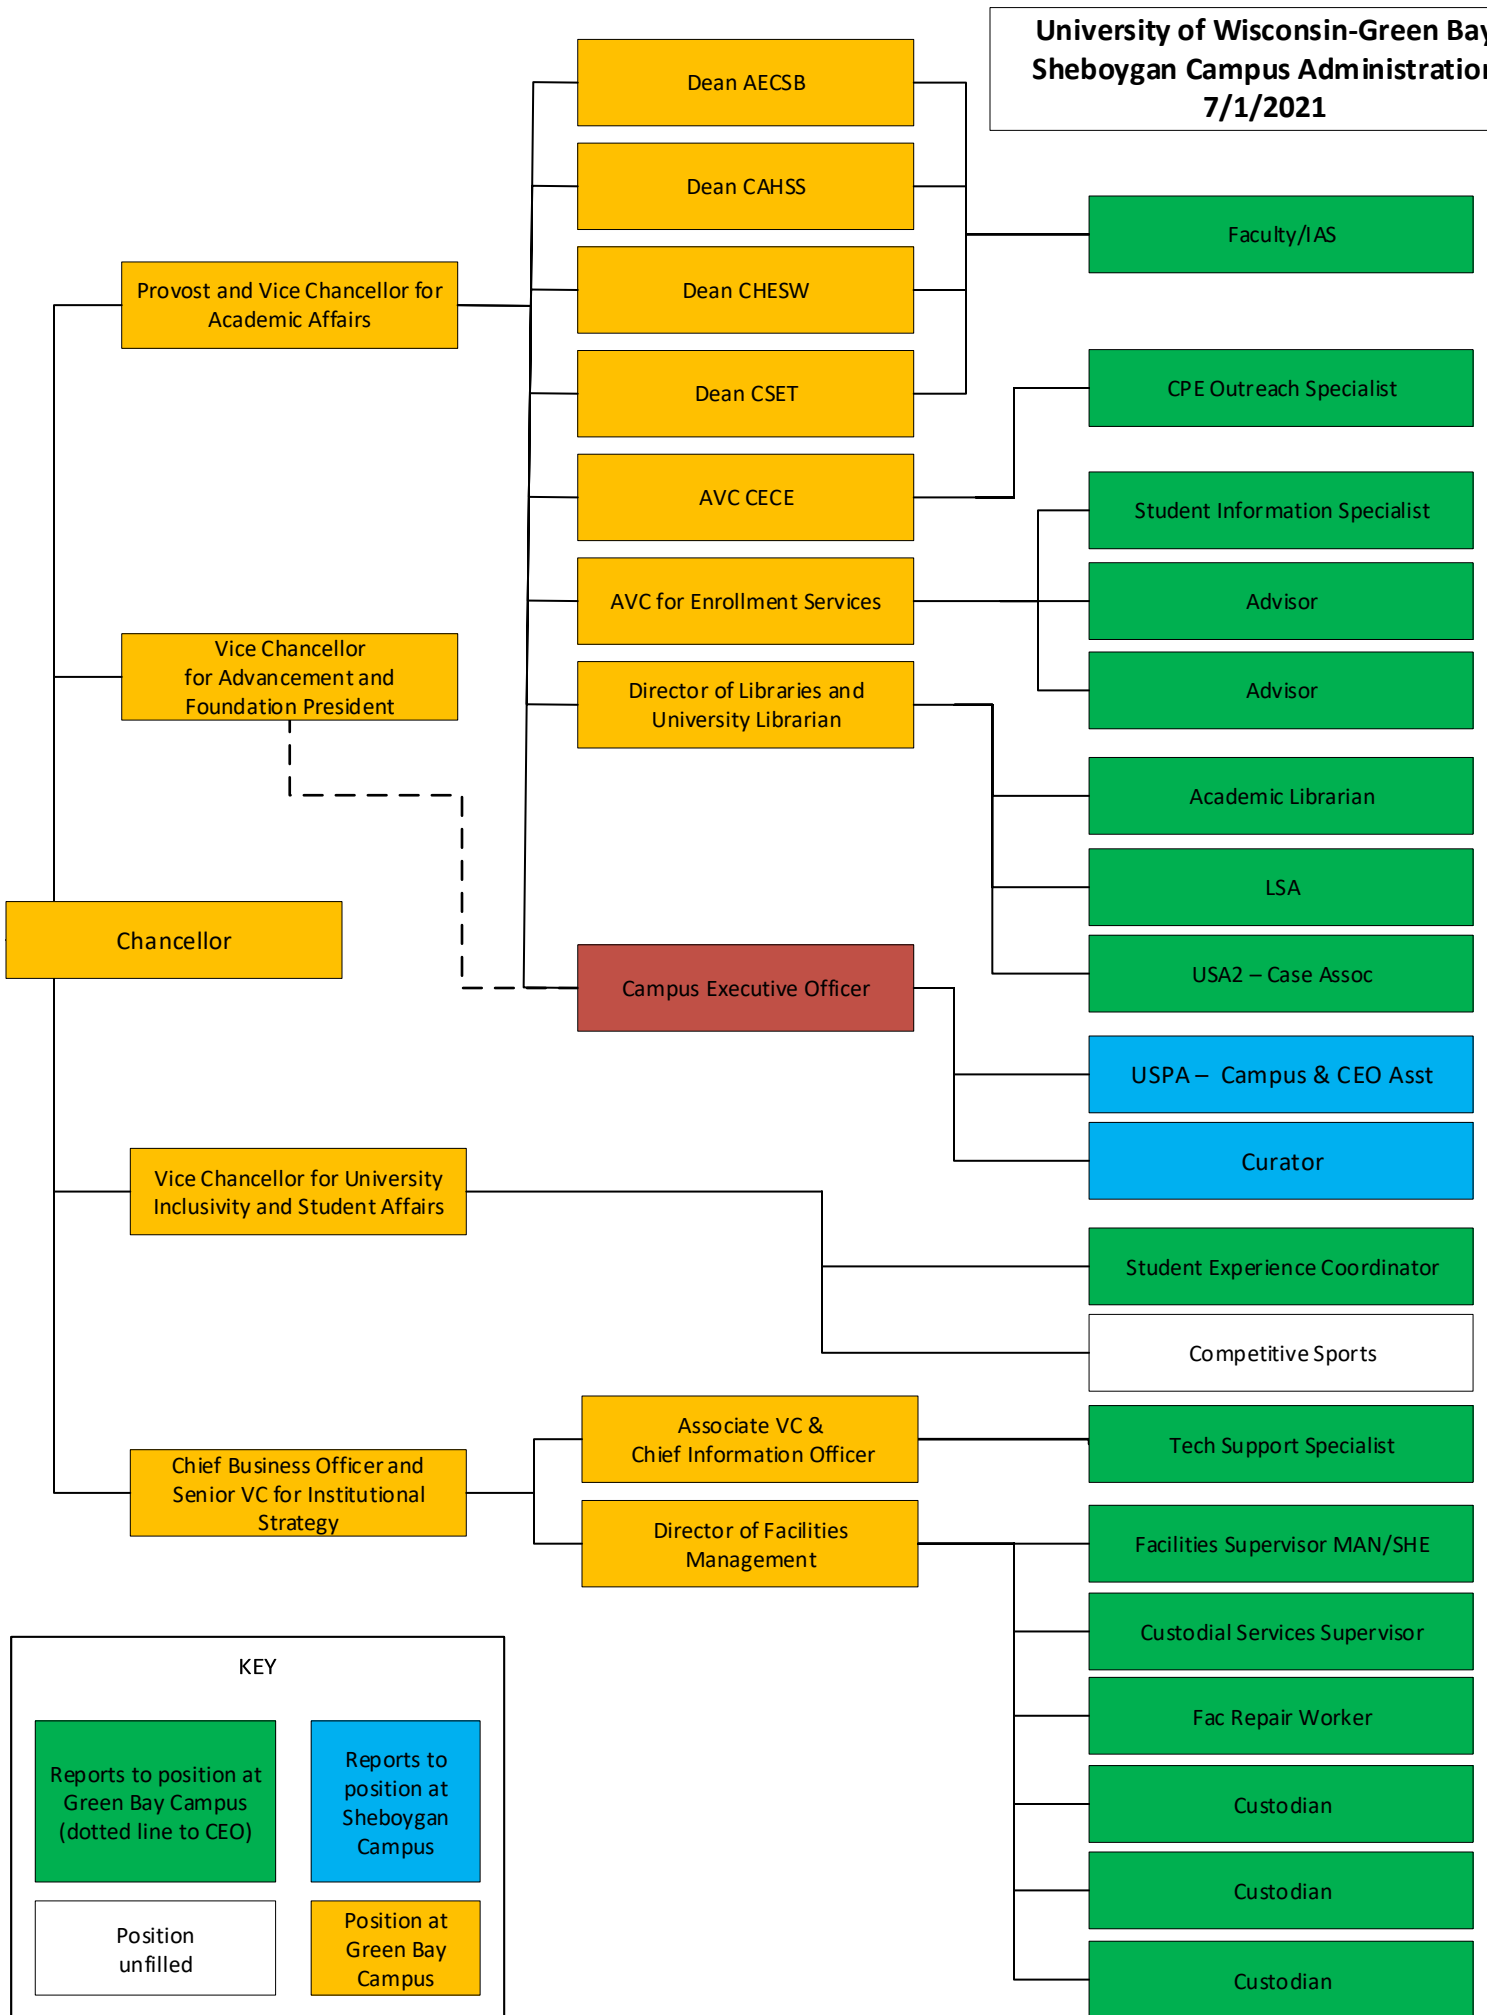 University of Wisconsin-Green Bay
Sheboygan Campus Administration
7/1/2021
Dean AECSB
Dean CAHSS
Faculty/IAS
Provost and Vice Chancellor for
Academic Affairs
Dean CHESW
Dean CSET
CPE Outreach Specialist
AVC CECE
Student Information Specialist
AVC for Enrollment Services
Advisor
Vice Chancellor
for Advancement and
Foundation President
Director of Libraries and
University Librarian
Advisor
Academic Librarian
LSA
Chancellor
USA2 – Case Assoc
Campus Executive Officer
USPA – Campus & CEO Asst
Curator
Vice Chancellor for University
Inclusivity and Student Affairs
Student Experience Coordinator
Competitive Sports
Associate VC &
Chief Information Officer
Tech Support Specialist
Chief Business Officer and
Senior VC for Institutional
Strategy
Director of Facilities
Management
Facilities Supervisor MAN/SHE
Custodial Services Supervisor
Fac Repair Worker
Custodian
Custodian
Custodian
KEY
Reports to position at
Green Bay Campus
(dotted line to CEO)
Reports to
position at
Sheboygan
Campus
Position
unfilled
Position at
Green Bay
Campus